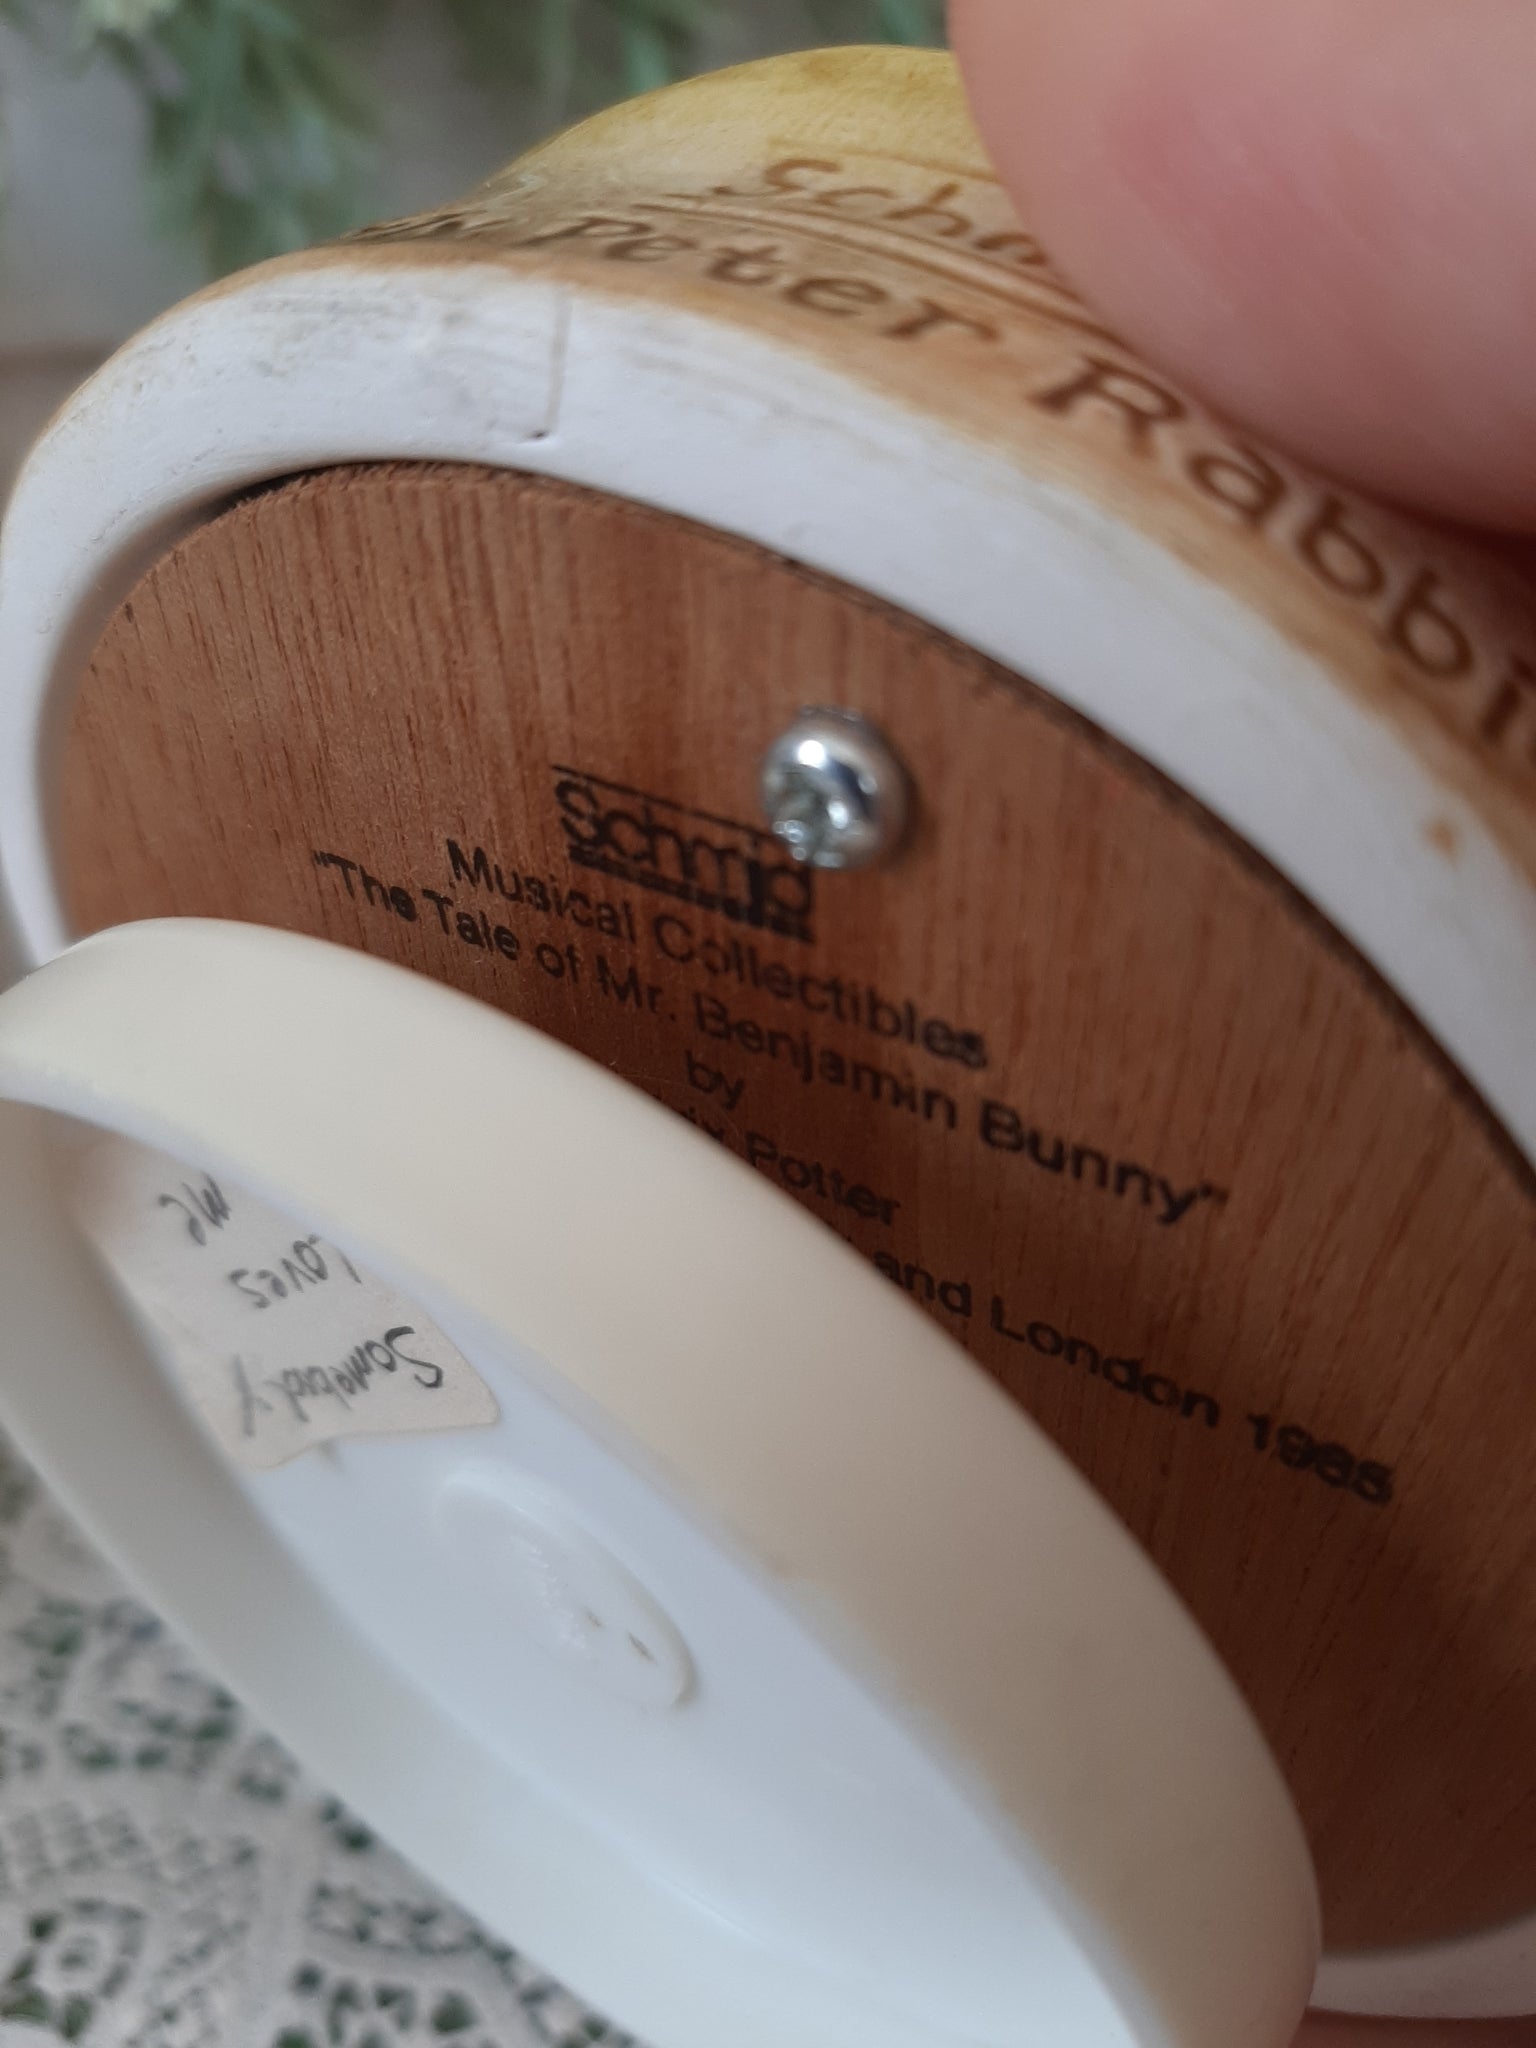 Schm
Peter Rabbi
Schmid
Musical Collectibles
"The Tale of Mr. Benjamin Bunny"
by
Potter
and London 1985
Somebody
Loves
Me